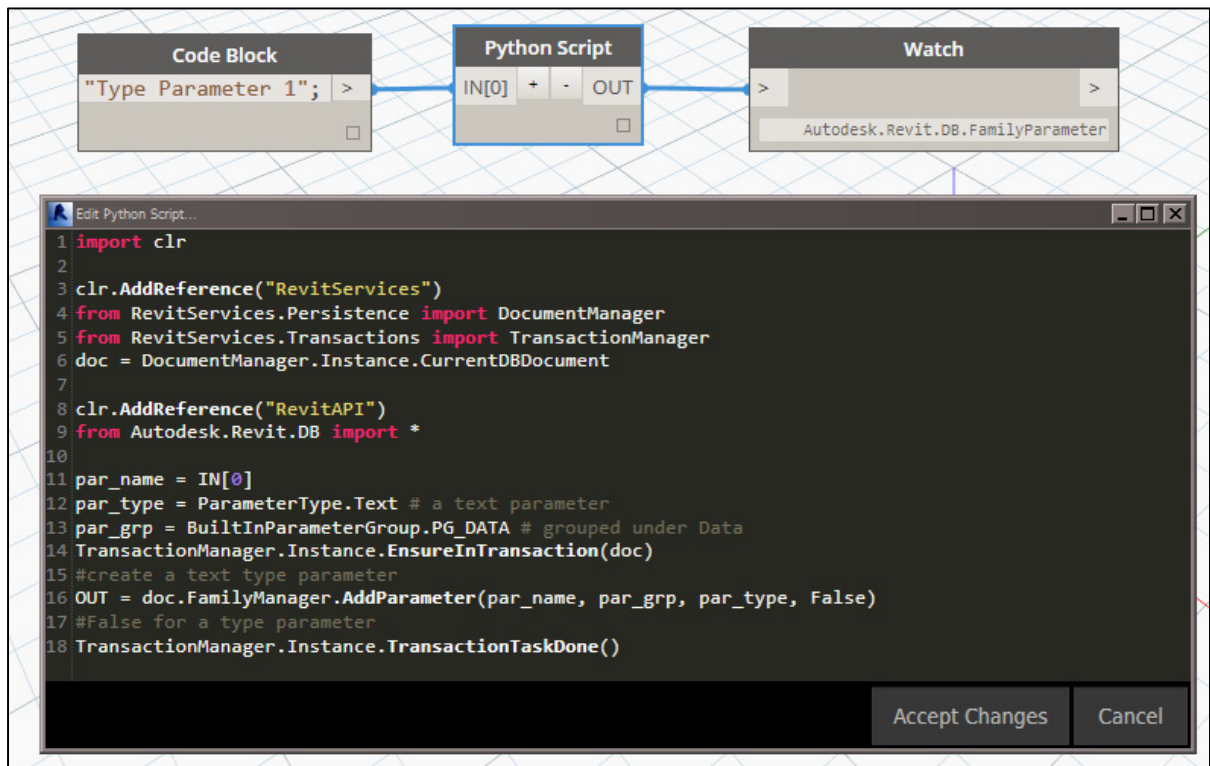 Code Block
Python Script
Watch
"Type Parameter 1"; >
IN[0] + - OUT
> >
Autodesk.Revit.DB.FamilyParameter
Edit Python Script...
1 import clr
2
3 clr.AddReference("RevitServices")
4 from RevitServices.Persistence import DocumentManager
5 from RevitServices.Transactions import TransactionManager
6 doc = DocumentManager.Instance.CurrentDBDocument
7
8 clr.AddReference("RevitAPI")
9 from Autodesk.Revit.DB import *
10
11 par_name = IN[0]
12 par_type = ParameterType.Text # a text parameter
13 par_grp = BuiltInParameterGroup.PG_DATA # grouped under Data
14 TransactionManager.Instance.EnsureInTransaction(doc)
15 #create a text type parameter
16 OUT = doc.FamilyManager.AddParameter(par_name, par_grp, par_type, False)
17 #False for a type parameter
18 TransactionManager.Instance.TransactionTaskDone()
Accept Changes
Cancel